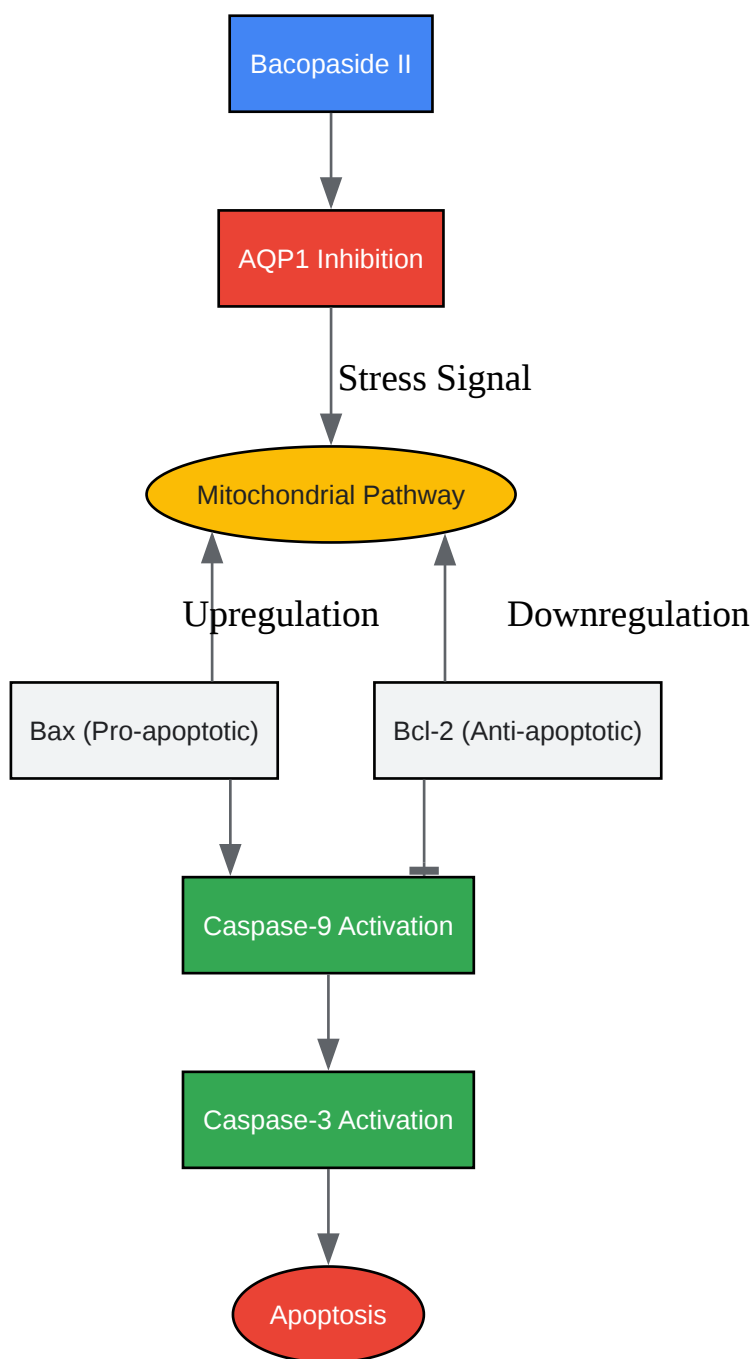 Bacopaside II
AQP1 Inhibition
Stress Signal
Mitochondrial Pathway
Upregulation
Downregulation
Bax (Pro-apoptotic)
Bcl-2 (Anti-apoptotic)
Caspase-9 Activation
Caspase-3 Activation
Apoptosis